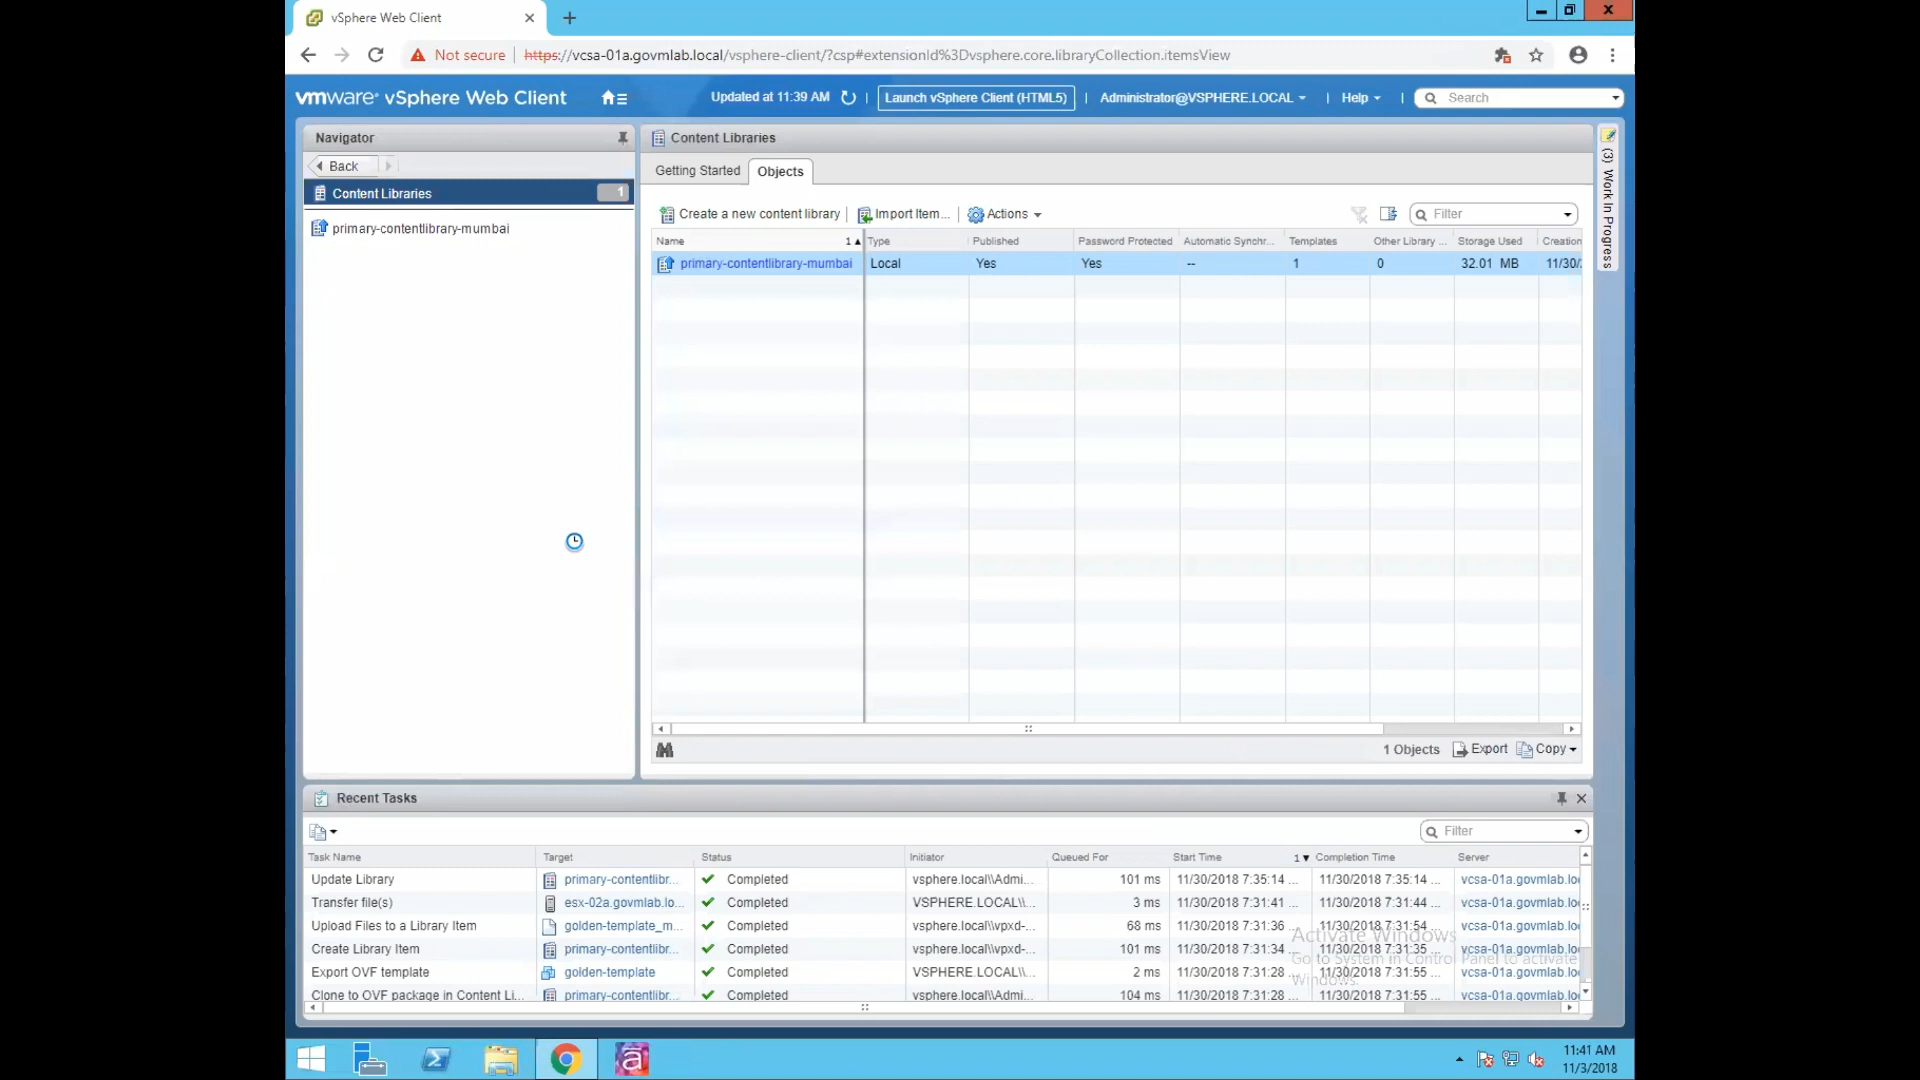 vSphere Web Client
Not secure
https://vcsa-01a.govmlab.local/vsphere-client/?csp#extensionId%3Dvsphere.core.libraryCollection.itemsView
vmware® vSphere Web Client
Updated at 11:39 AM
Launch vSphere Client (HTML5)
Administrator@VSPHERE.LOCAL
Help
Search
Navigator
Back
Content Libraries 1
primary-contentlibrary-mumbai
Content Libraries
Getting Started Objects
Create a new content library Import Item... Actions Filter
Name 1 Type Published Password Protected Automatic Synchr... Templates Other Library ... Storage Used Creation
primary-contentlibrary-mumbai Local Yes Yes -- 1 0 32.01 MB 11/30/
1 Objects Export Copy
(3) Work In Progress
Recent Tasks
Filter
Task Name Target Status Initiator Queued For Start Time 1 Completion Time Server
Update Library primary-contentlibr... Completed vsphere.local\\Admi... 101 ms 11/30/2018 7:35:14 ... 11/30/2018 7:35:14 ... vcsa-01a.govmlab.lo
Transfer file(s) esx-02a.govmlab.lo... Completed VSPHERE.LOCAL\\... 3 ms 11/30/2018 7:31:41 ... 11/30/2018 7:31:44 ... vcsa-01a.govmlab.lo
Upload Files to a Library Item golden-template_m... Completed vsphere.local\\vpxd-... 68 ms 11/30/2018 7:31:36 ... 11/30/2018 7:31:54 ... vcsa-01a.govmlab.lo
Create Library Item primary-contentlibr... Completed vsphere.local\\vpxd-... 101 ms 11/30/2018 7:31:34 ... 11/30/2018 7:31:35 ... vcsa-01a.govmlab.lo
Export OVF template golden-template Completed VSPHERE.LOCAL\\... 2 ms 11/30/2018 7:31:28 ... 11/30/2018 7:31:55 ... vcsa-01a.govmlab.lo
Clone to OVF package in Content Li... primary-contentlibr... Completed vsphere.local\\Admi... 104 ms 11/30/2018 7:31:28 ... 11/30/2018 7:31:55 ... vcsa-01a.govmlab.lo
Activate Windows
Go to System in Control Panel to activate
Windows.
11:41 AM
11/3/2018